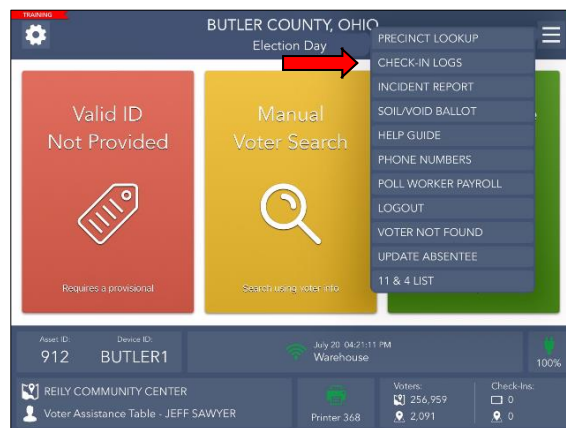 TRAINING
BUTLER COUNTY, OHIO
Election Day
PRECINCT LOOKUP
CHECK-IN LOGS
INCIDENT REPORT
SOIL/VOID BALLOT
HELP GUIDE
PHONE NUMBERS
POLL WORKER PAYROLL
LOGOUT
VOTER NOT FOUND
UPDATE ABSENTEE
11 & 4 LIST
Valid ID
Not Provided
Requires a provisional
Manual
Voter Search
Search using voter info
Asset ID:
912
Device ID:
BUTLER1
July 20 04:21:11 PM
Warehouse
100%
REILY COMMUNITY CENTER
Voter Assistance Table - JEFF SAWYER
Printer 368
Voters:
256,959
2,091
Check-Ins:
0
0